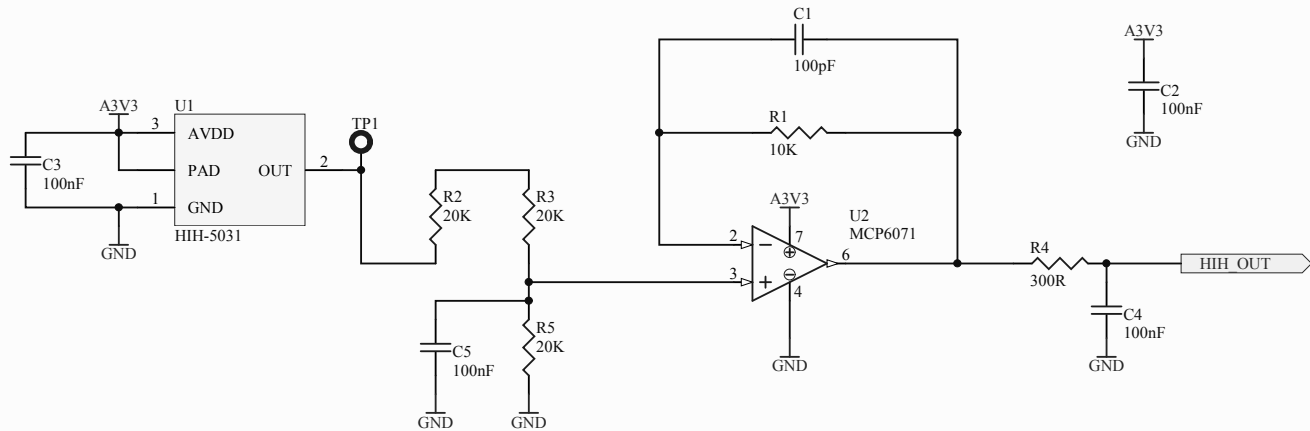 C1
100pF
A3V3
C2
100nF
GND
A3V3
U1
3
AVDD
PAD
OUT
2
1
GND
HIH-5031
C3
100nF
GND
TP1
R1
10K
R2
20K
R3
20K
A3V3
U2
MCP6071
7
2
3
6
4
GND
R4
300R
HIH_OUT
C4
100nF
GND
C5
100nF
GND
R5
20K
GND